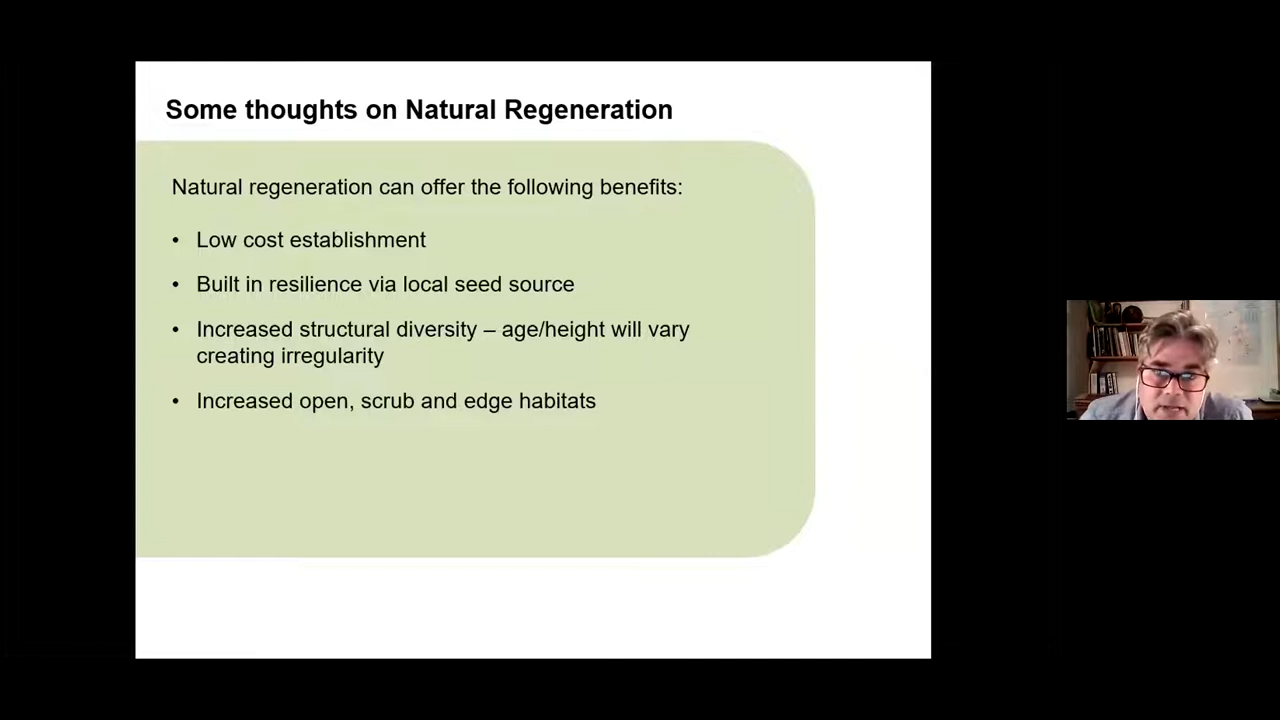 Some thoughts on Natural Regeneration
Natural regeneration can offer the following benefits:
• Low cost establishment
• Built in resilience via local seed source
• Increased structural diversity – age/height will vary
creating irregularity
• Increased open, scrub and edge habitats